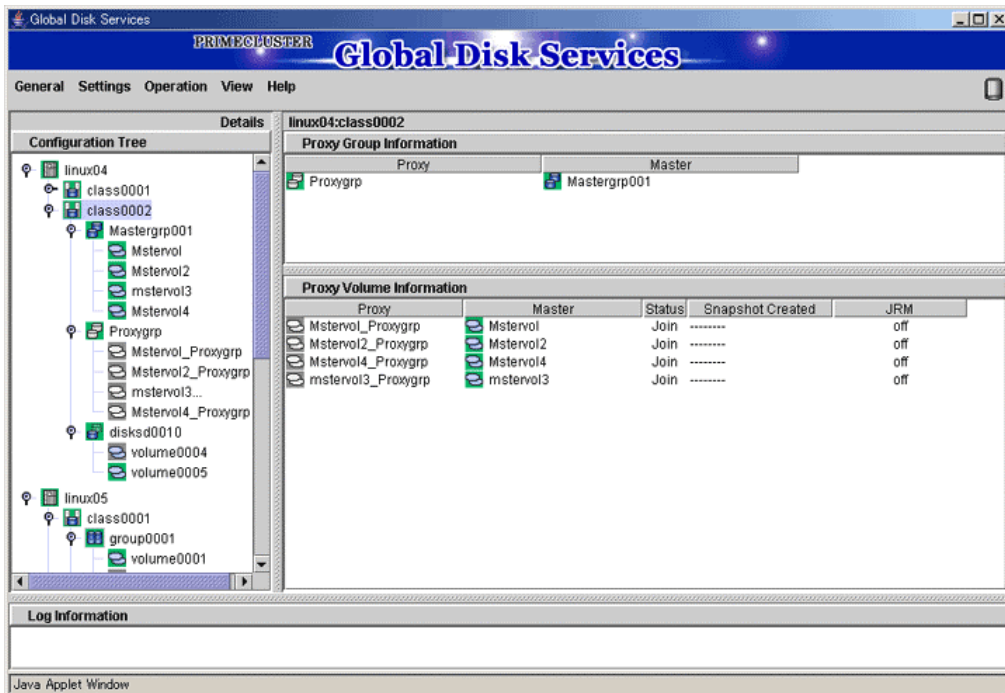 Global Disk Services
PRIMECLUSTER
Global Disk Services
General Settings Operation View Help
Details
Configuration Tree
linux04
class0001
class0002
Mastergrp001
Mstervol
Mstervol2
mstervol3
Mstervol4
Proxygrp
Mstervol_Proxygrp
Mstervol2_Proxygrp
mstervol3...
Mstervol4_Proxygrp
disksd0010
volume0004
volume0005
linux05
class0001
group0001
volume0001
linux04:class0002
Proxy Group Information
Proxy Master
Proxygrp Mastergrp001
Proxy Volume Information
Proxy Master Status Snapshot Created JRM
Mstervol_Proxygrp Mstervol Join -------- off
Mstervol2_Proxygrp Mstervol2 Join -------- off
Mstervol4_Proxygrp Mstervol4 Join -------- off
mstervol3_Proxygrp mstervol3 Join -------- off
Log Information
Java Applet Window